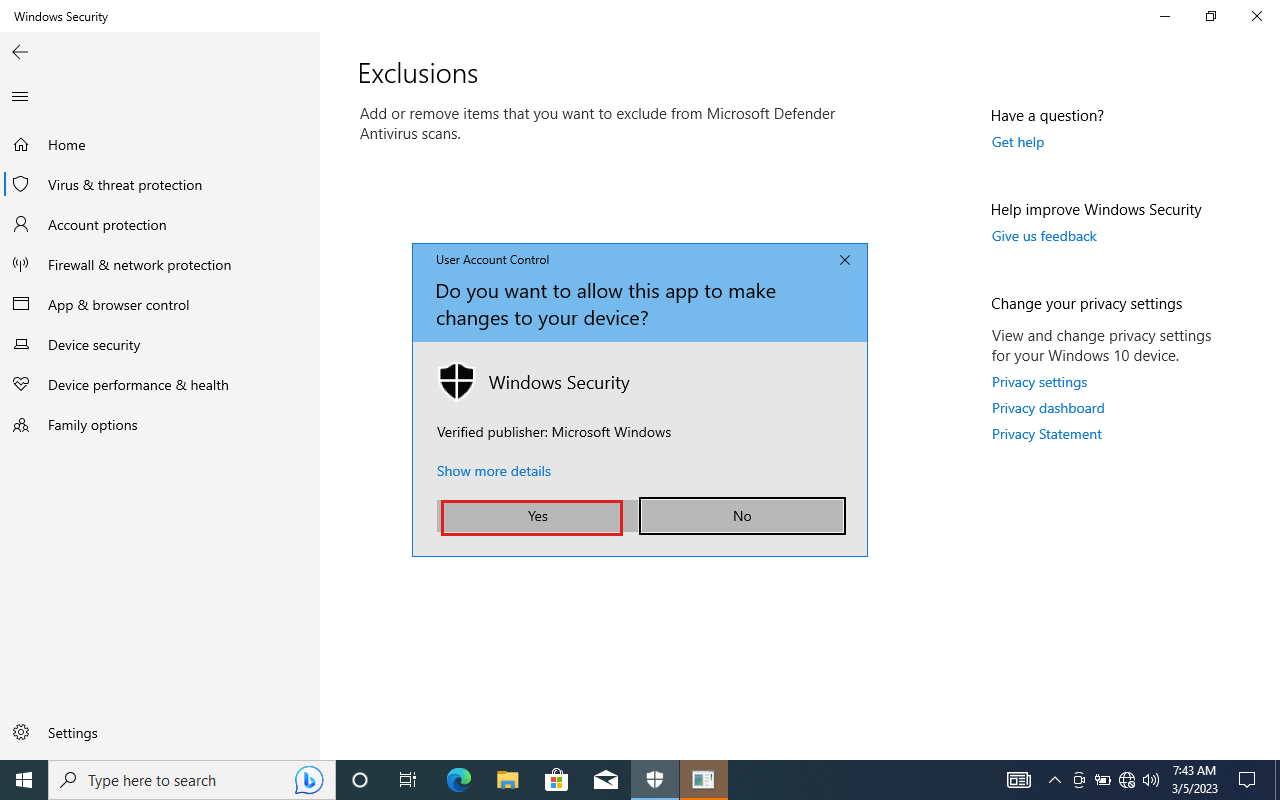 Windows Security
Home
Virus & threat protection
Account protection
Firewall & network protection
App & browser control
Device security
Device performance & health
Family options
Settings
Exclusions
Add or remove items that you want to exclude from Microsoft Defender
Antivirus scans.
User Account Control
Do you want to allow this app to make
changes to your device?
Windows Security
Verified publisher: Microsoft Windows
Show more details
Yes
No
Have a question?
Get help
Help improve Windows Security
Give us feedback
Change your privacy settings
View and change privacy settings
for your Windows 10 device.
Privacy settings
Privacy dashboard
Privacy Statement
Type here to search
7:43 AM
3/5/2023